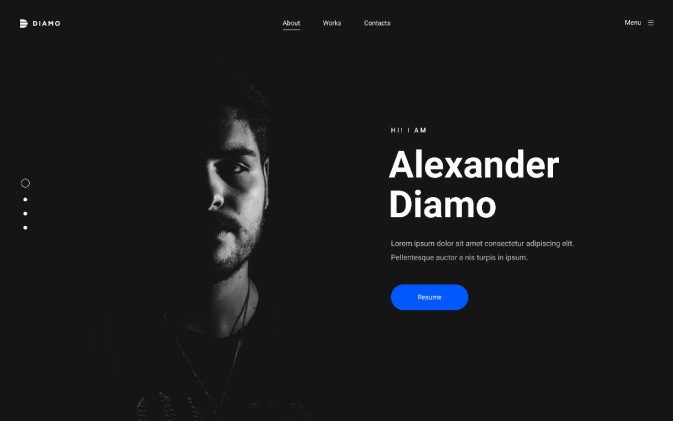 DIAMO
About
Works
Contacts
Menu
HI! I AM
Alexander
Diamo
Lorem ipsum dolor sit amet consectetur adipiscing elit.
Pellentesque auctor a nis turpis in ipsum.
Resume